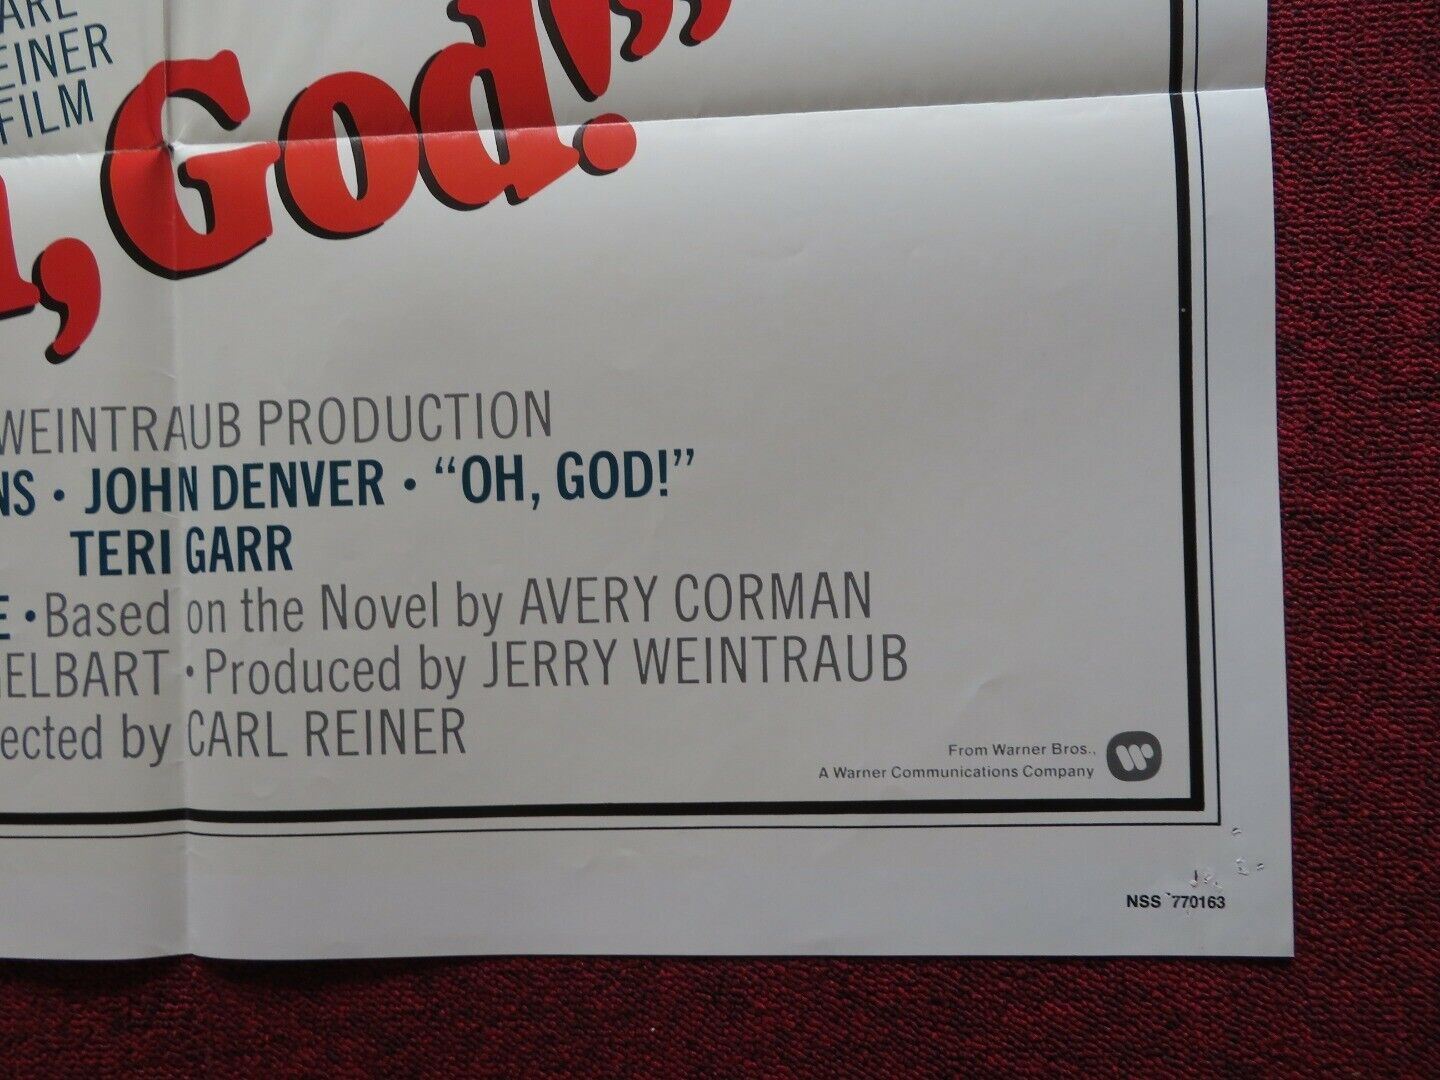 ARL
EINER
FILM
, God!”
WEINTRAUB PRODUCTION
NS · JOHN DENVER · “OH, GOD!”
TERI GARR
E · Based on the Novel by AVERY CORMAN
GELBART · Produced by JERRY WEINTRAUB
ected by CARL REINER
From Warner Bros.,
A Warner Communications Company
NSS 770163